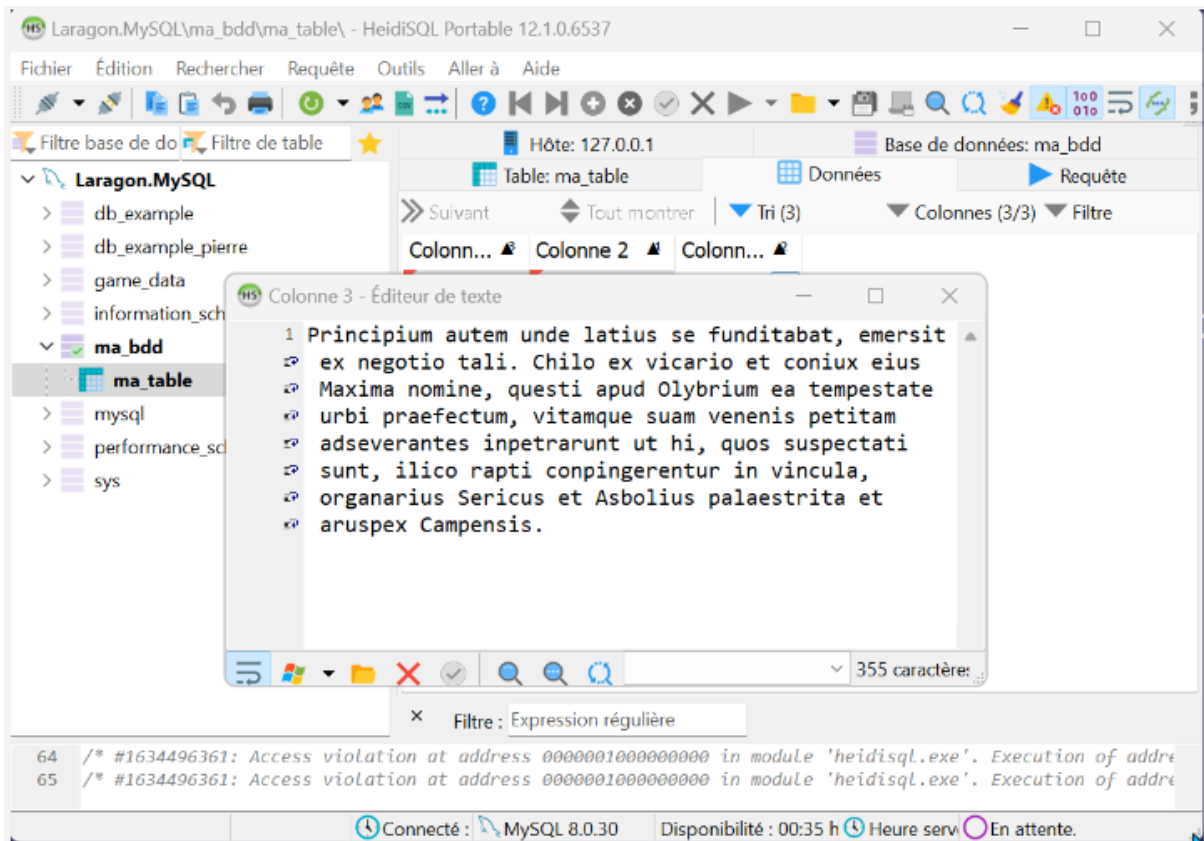 Laragon.MySQL\ma_bdd\ma_table\ - HeidiSQL Portable 12.1.0.6537
Fichier Édition Rechercher Requête Outils Aller à Aide
Filtre base de do Filtre de table
Hôte: 127.0.0.1 Base de données: ma_bdd
Table: ma_table Données Requête
Suivant Tout montrer Tri (3) Colonnes (3/3) Filtre
Colonn... Colonne 2 Colonn...
Laragon.MySQL
db_example
db_example_pierre
game_data
information_sch
ma_bdd
ma_table
mysql
performance_sc
sys
Colonne 3 - Éditeur de texte
1 Principium autem unde latius se funditabat, emersit
ex negotio tali. Chilo ex vicario et coniux eius
Maxima nomine, questi apud Olybrium ea tempestate
urbi praefectum, vitamque suam venenis petitam
adseverantes inpetrarunt ut hi, quos suspectati
sunt, ilico rapti conpingerentur in vincula,
organarius Sericus et Asbolius palaestrita et
aruspex Campensis.
355 caractère
Filtre : Expression régulière
64 /* #1634496361: Access violation at address 0000001000000000 in module 'heidisql.exe'. Execution of addre
65 /* #1634496361: Access violation at address 0000001000000000 in module 'heidisql.exe'. Execution of addre
Connecté : MySQL 8.0.30 Disponibilité : 00:35 h Heure serv En attente.